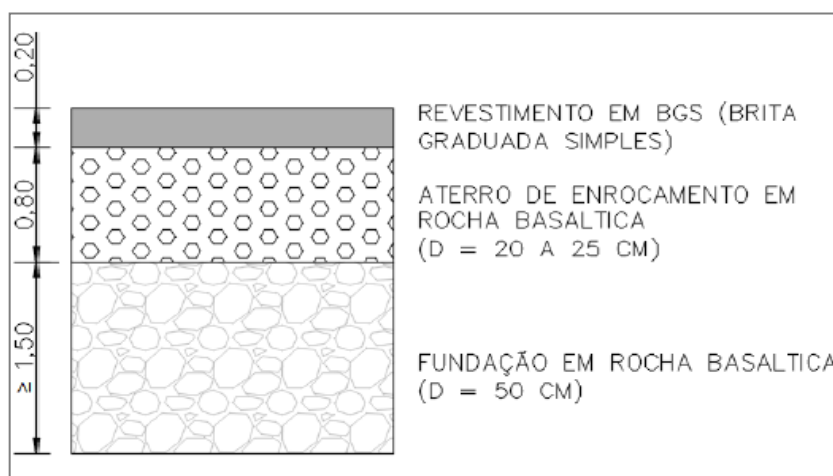 0,20
REVESTIMENTO EM BGS (BRITA
GRADUADA SIMPLES)
0,80
ATERRO DE ENROCAMENTO EM
ROCHA BASALTICA
(D = 20 A 25 CM)
≥ 1,50
FUNDAÇÃO EM ROCHA BASALTICA
(D = 50 CM)